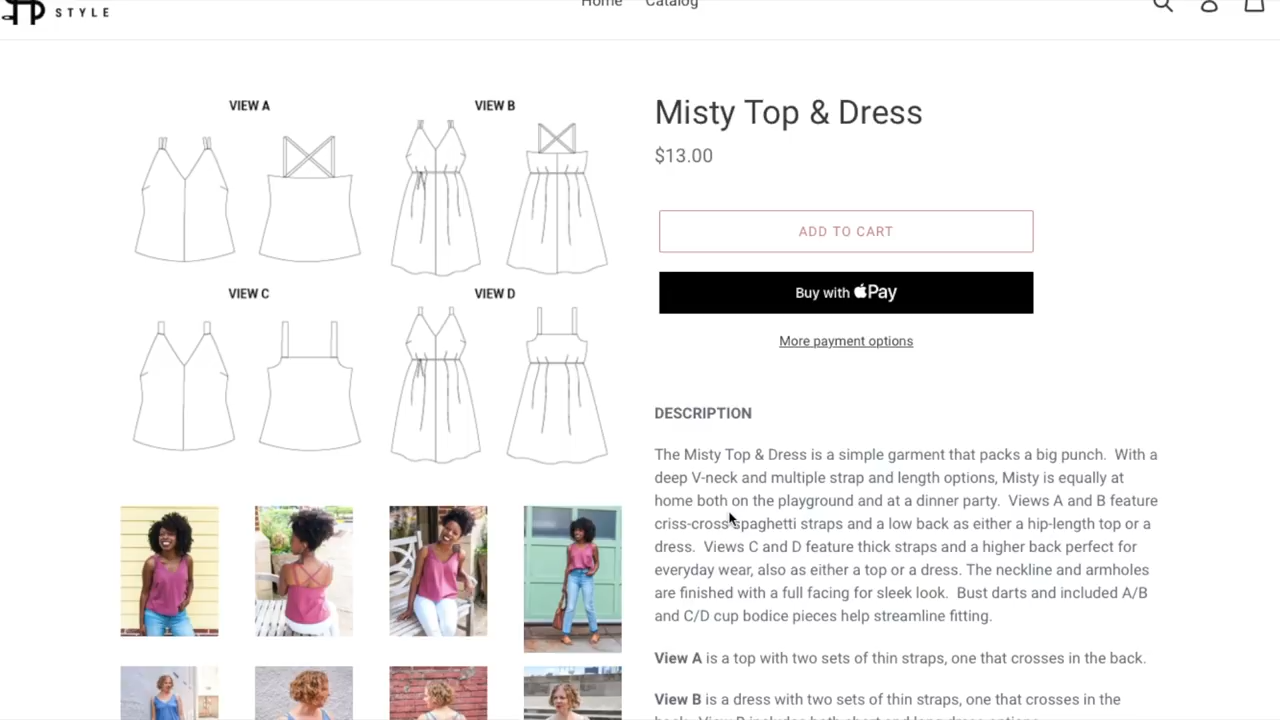 STYLE
Home Catalog
VIEW A
VIEW B
VIEW C
VIEW D
Misty Top & Dress
$13.00
ADD TO CART
Buy with Pay
More payment options
DESCRIPTION
The Misty Top & Dress is a simple garment that packs a big punch. With a
deep V-neck and multiple strap and length options, Misty is equally at
home both on the playground and at a dinner party. Views A and B feature
criss-cross spaghetti straps and a low back as either a hip-length top or a
dress. Views C and D feature thick straps and a higher back perfect for
everyday wear, also as either a top or a dress. The neckline and armholes
are finished with a full facing for sleek look. Bust darts and included A/B
and C/D cup bodice pieces help streamline fitting.
View A is a top with two sets of thin straps, one that crosses in the back.
View B is a dress with two sets of thin straps, one that crosses in the